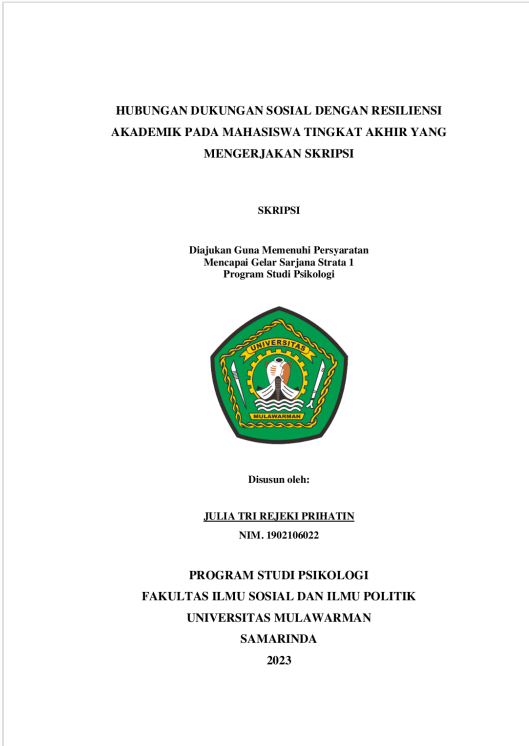 HUBUNGAN DUKUNGAN SOSIAL DENGAN RESILIENSI
AKADEMIK PADA MAHASISWA TINGKAT AKHIR YANG
MENGERJAKAN SKRIPSI
SKRIPSI
Diajukan Guna Memenuhi Persyaratan
Mencapai Gelar Sarjana Strata 1
Program Studi Psikologi
UNIVERSITAS
MULAWARMAN
Disusun oleh:
JULIA TRI REJEKI PRIHATIN
NIM. 1902106022
PROGRAM STUDI PSIKOLOGI
FAKULTAS ILMU SOSIAL DAN ILMU POLITIK
UNIVERSITAS MULAWARMAN
SAMARINDA
2023